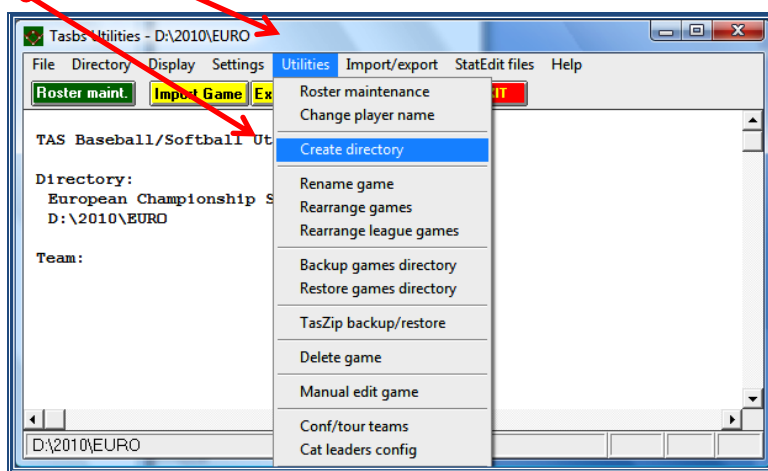 Tasbs Utilities - D:\2010\EURO
File Directory Display Settings Utilities Import/export StatEdit files Help
Roster maint. Import Game Ex IT
Roster maintenance
Change player name
Create directory
Rename game
Rearrange games
Rearrange league games
Backup games directory
Restore games directory
TasZip backup/restore
Delete game
Manual edit game
Conf/tour teams
Cat leaders config
TAS Baseball/Softball Ut
Directory:
European Championship S
D:\2010\EURO
Team:
D:\2010\EURO